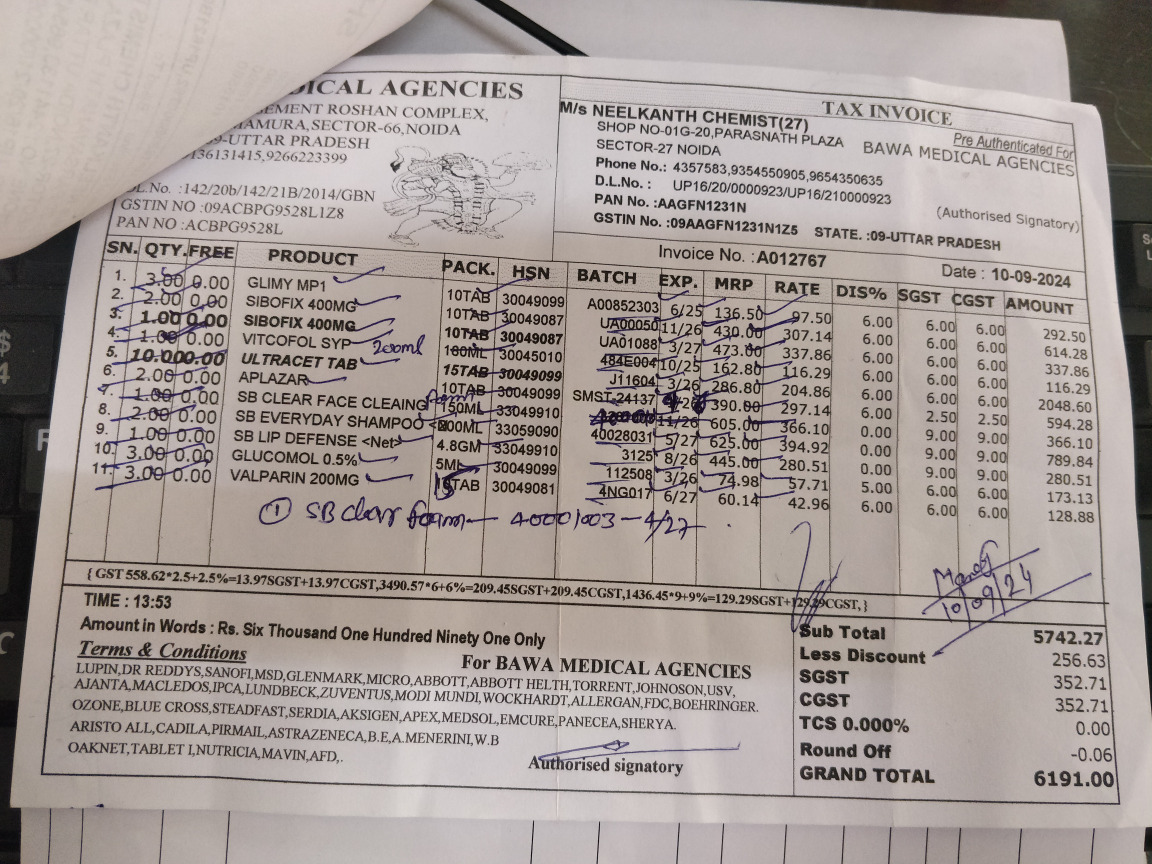 DICAL AGENCIES
EMENT ROSHAN COMPLEX,
HAMURA,SECTOR-66,NOIDA
09-UTTAR PRADESH
136131415,9266223399
D.L.No. :142/20b/142/21B/2014/GBN
GSTIN NO :09ACBPG9528L1Z8
PAN NO :ACBPG9528L
TAX INVOICE
M/s NEELKANTH CHEMIST(27)
SHOP NO-01G-20,PARASNATH PLAZA
SECTOR-27 NOIDA
Phone No.: 4357583,9354550905,9654350635
D.L.No. : UP16/20/0000923/UP16/210000923
PAN No. :AAGFN1231N
GSTIN No. :09AAGFN1231N1Z5 STATE. :09-UTTAR PRADESH
Pre Authenticated For
BAWA MEDICAL AGENCIES
(Authorised Signatory)
Invoice No. :A012767 Date : 10-09-2024
SN. QTY. FREE PRODUCT PACK. HSN BATCH EXP. MRP RATE DIS% SGST CGST AMOUNT
1. 3.00 0.00 GLIMY MP1 10TAB 30049099 A00852303 6/25 136.50 97.50 6.00 6.00 6.00 292.50
2. 2.00 0.00 SIBOFIX 400MG 10TAB 30049087 UA00050 11/26 430.00 307.14 6.00 6.00 6.00 614.28
3. 1.00 0.00 SIBOFIX 400MG 10TAB 30049087 UA01088 3/27 473.00 337.86 6.00 6.00 6.00 337.86
4. 1.00 0.00 VITCOFOL SYP 200ml 180ML 30045010 484E004 10/25 162.80 116.29 6.00 6.00 6.00 116.29
5. 10.00 0.00 ULTRACET TAB 15TAB 30049099 J11604 3/26 286.80 204.86 6.00 6.00 6.00 2048.60
6. 2.00 0.00 APLAZAR 10TAB 30049099 SMST-24137 390.00 297.14 6.00 2.50 2.50 594.28
7. 1.00 0.00 SB CLEAR FACE CLEAING 150ML 33049910 11/26 605.00 366.10 0.00 9.00 9.00 366.10
8. 2.00 0.00 SB EVERYDAY SHAMPOO 200ML 33059090 40028031 5/27 625.00 394.92 0.00 9.00 9.00 789.84
9. 1.00 0.00 SB LIP DEFENSE <Net> 4.8GM 33049910 3125 8/26 445.00 280.51 0.00 9.00 9.00 280.51
10. 3.00 0.00 GLUCOMOL 0.5% 5ML 30049099 112508 3/26 74.98 57.71 5.00 6.00 6.00 173.13
11. 3.00 0.00 VALPARIN 200MG 15TAB 30049081 4NG017 6/27 60.14 42.96 6.00 6.00 6.00 128.88
① SB clear foam — 40001003 — 4/27
10/09/24
{ GST 558.62*2.5+2.5%=13.97SGST+13.97CGST,3490.57*6+6%=209.45SGST+209.45CGST,1436.45*9+9%=129.29SGST+129.29CGST, }
TIME : 13:53
Amount in Words : Rs. Six Thousand One Hundred Ninety One Only
Terms & Conditions
For BAWA MEDICAL AGENCIES
LUPIN,DR REDDYS,SANOFI,MSD,GLENMARK,MICRO,ABBOTT,ABBOTT HELTH,TORRENT,JOHNOSON,USV,
AJANTA,MACLEDOS,IPCA,LUNDBECK,ZUVENTUS,MODI MUNDI,WOCKHARDT,ALLERGAN,FDC,BOEHRINGER.
OZONE,BLUE CROSS,STEADFAST,SERDIA,AKSIGEN,APEX,MEDSOL,EMCURE,PANECEA,SHERYA.
ARISTO ALL,CADILA,PIRMAIL,ASTRAZENECA,B.E,A.MENERINI,W.B
OAKNET,TABLET I,NUTRICIA,MAVIN,AFD,.
Authorised signatory
Sub Total 5742.27
Less Discount 256.63
SGST 352.71
CGST 352.71
TCS 0.000% 0.00
Round Off -0.06
GRAND TOTAL 6191.00